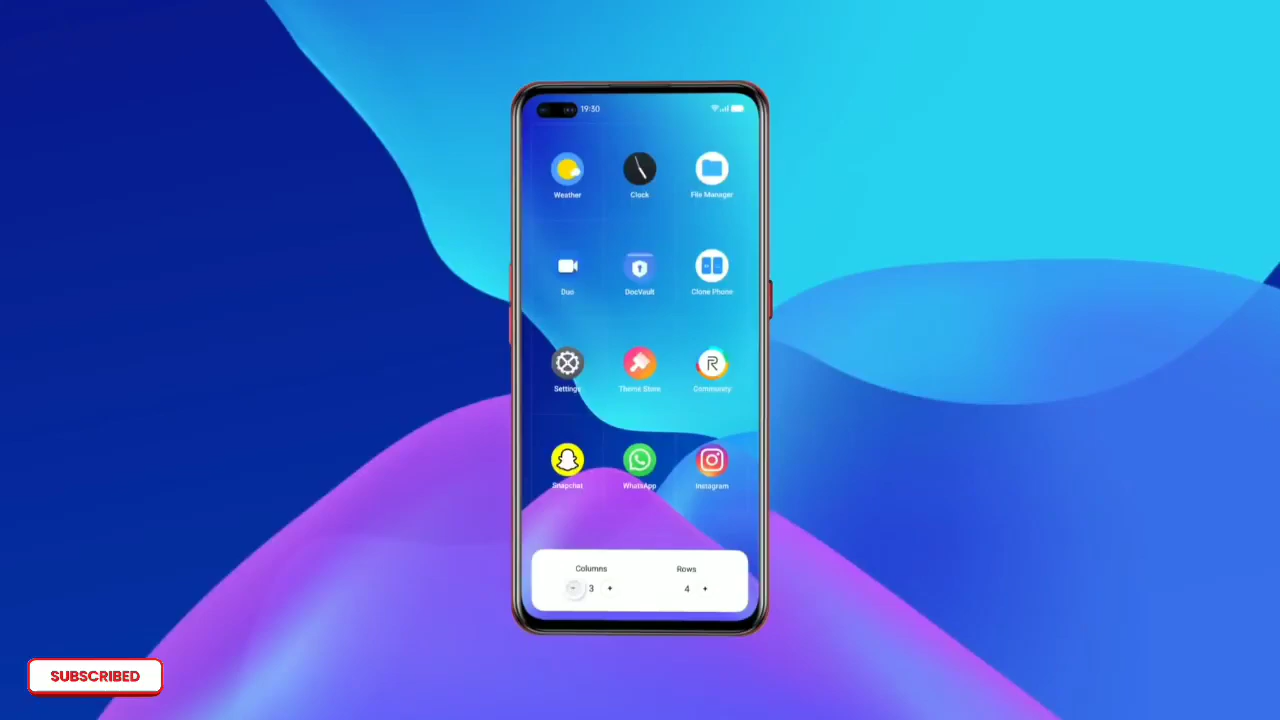 19:30
Weather
Clock
File Manager
Duo
DocVault
Clone Phone
Settings
Theme Store
Community
Snapchat
WhatsApp
Instagram
Columns
Rows
- 3 +
4 +
SUBSCRIBED